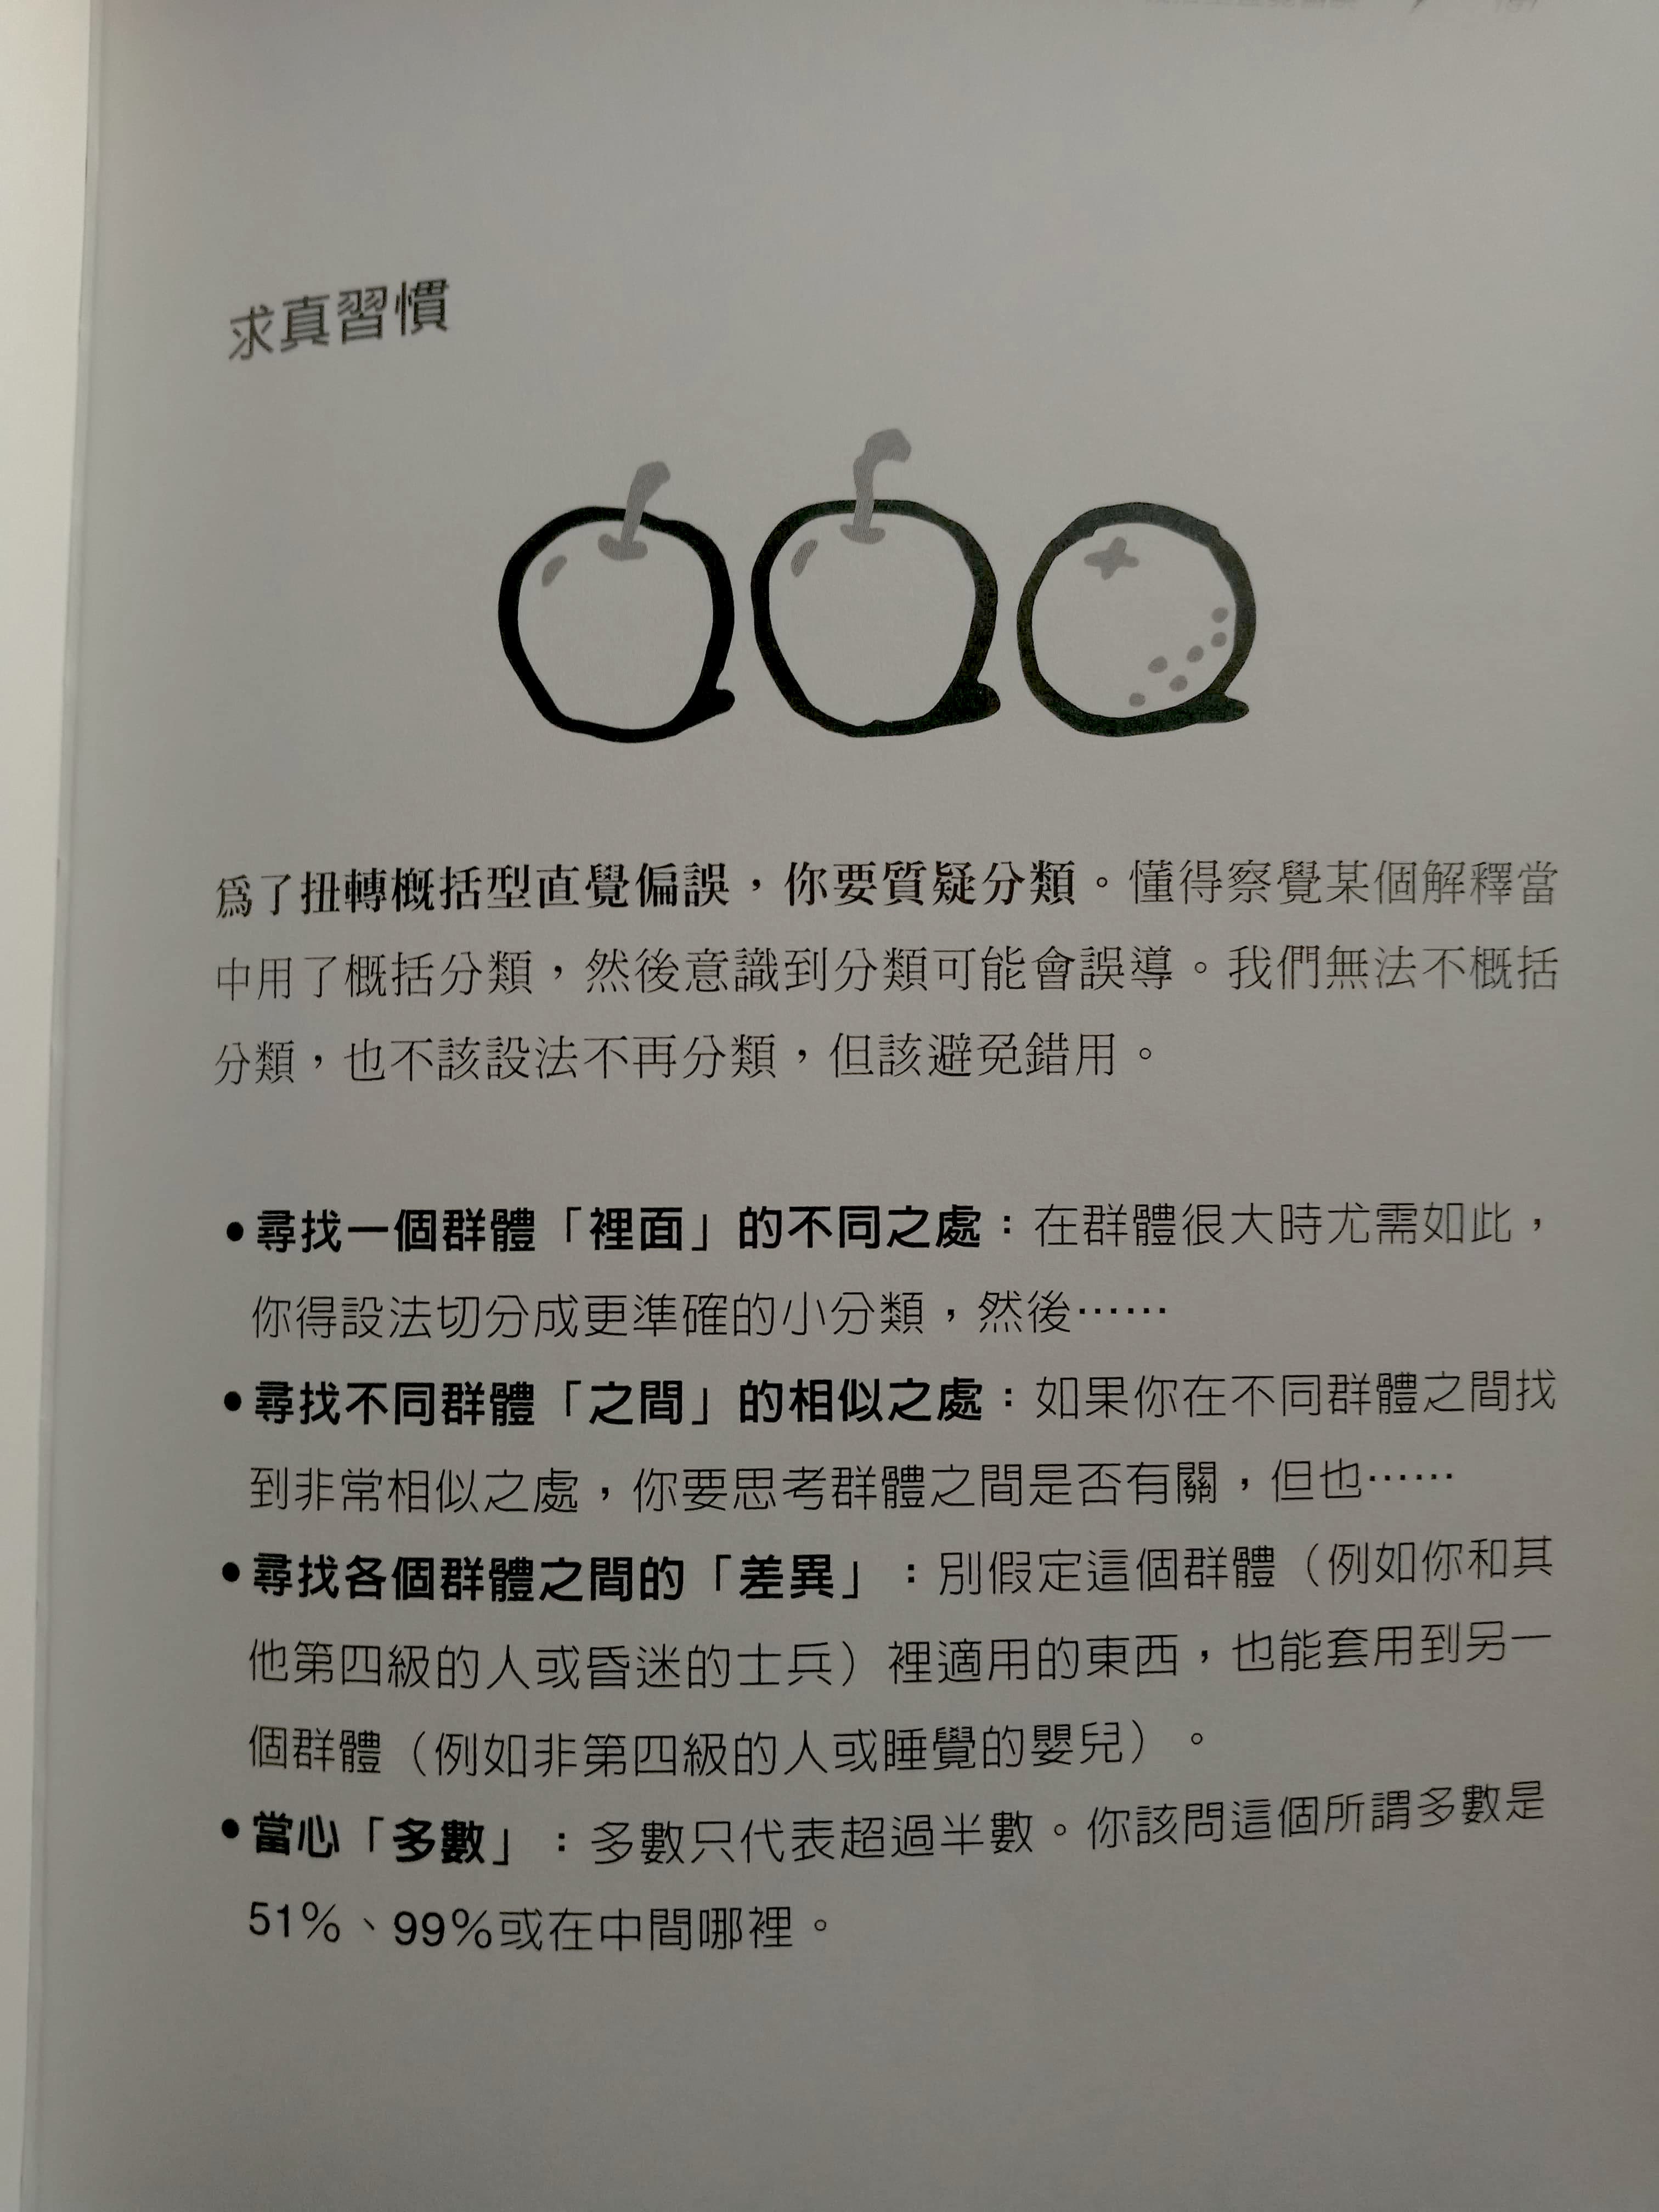 求真習慣
爲了扭轉概括型直覺偏誤，你要質疑分類。懂得察覺某個解釋當
中用了概括分類，然後意識到分類可能會誤導。我們無法不概括
分類，也不該設法不再分類，但該避免錯用。
•尋找一個群體「裡面」的不同之處：在群體很大時尤需如此，
你得設法切分成更準確的小分類，然後……
•尋找不同群體「之間」的相似之處：如果你在不同群體之間找
到非常相似之處，你要思考群體之間是否有關，但也……
•尋找各個群體之間的「差異」：別假定這個群體（例如你和其
他第四級的人或昏迷的士兵）裡適用的東西，也能套用到另一
個群體（例如非第四級的人或睡覺的嬰兒）。
•當心「多數」：多數只代表超過半數。你該問這個所謂多數是
51%、99%或在中間哪裡。